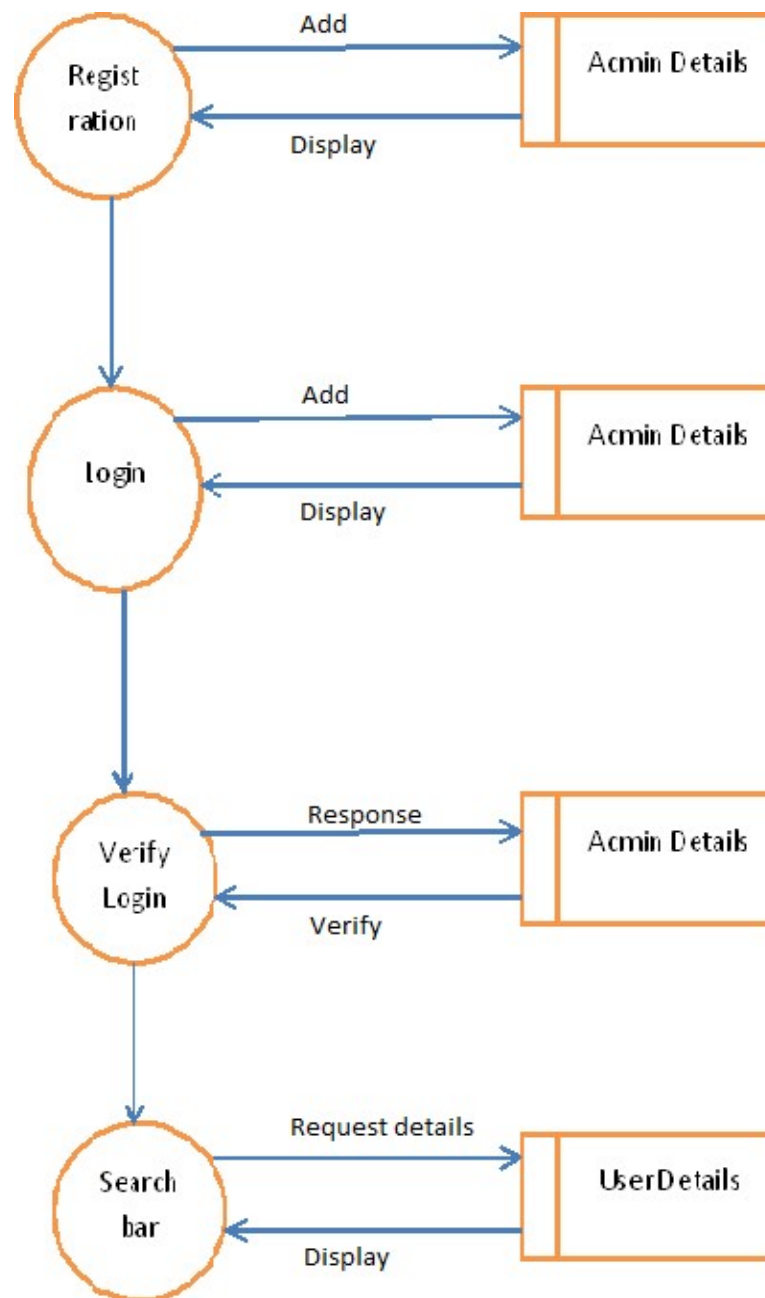 Add
Regist
ration
Acmin Details
Display
Add
Login
Acmin Details
Display
Response
Verify
Login
Acmin Details
Verify
Request details
Search
bar
UserDetails
Display